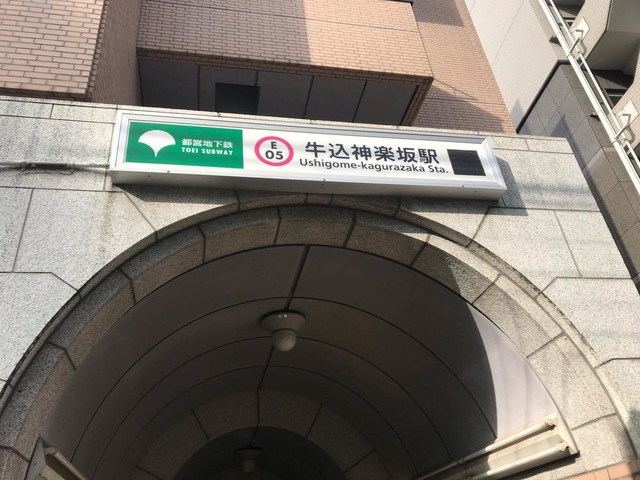 都営地下鉄
TOEI SUBWAY
E
05
牛込神楽坂駅
Ushigome-kagurazaka Sta.